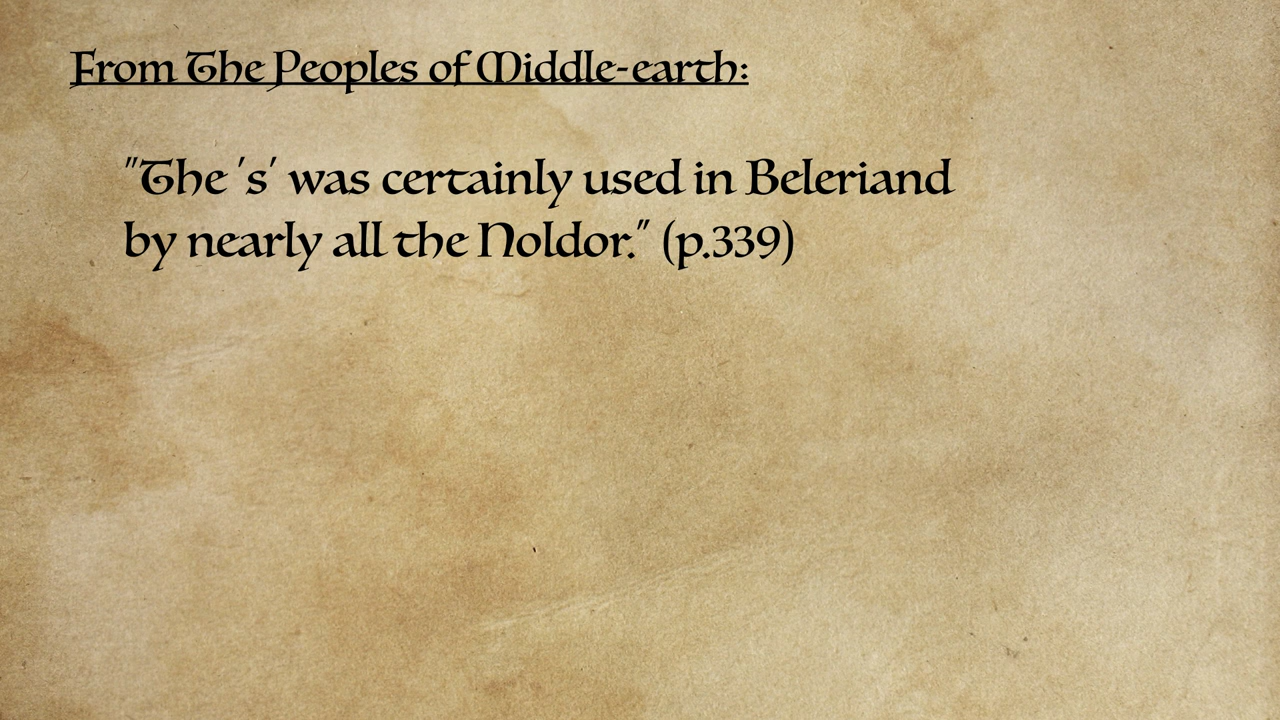 From The Peoples of Middle-earth:
"The 's' was certainly used in Beleriand
by nearly all the Noldor." (p.339)